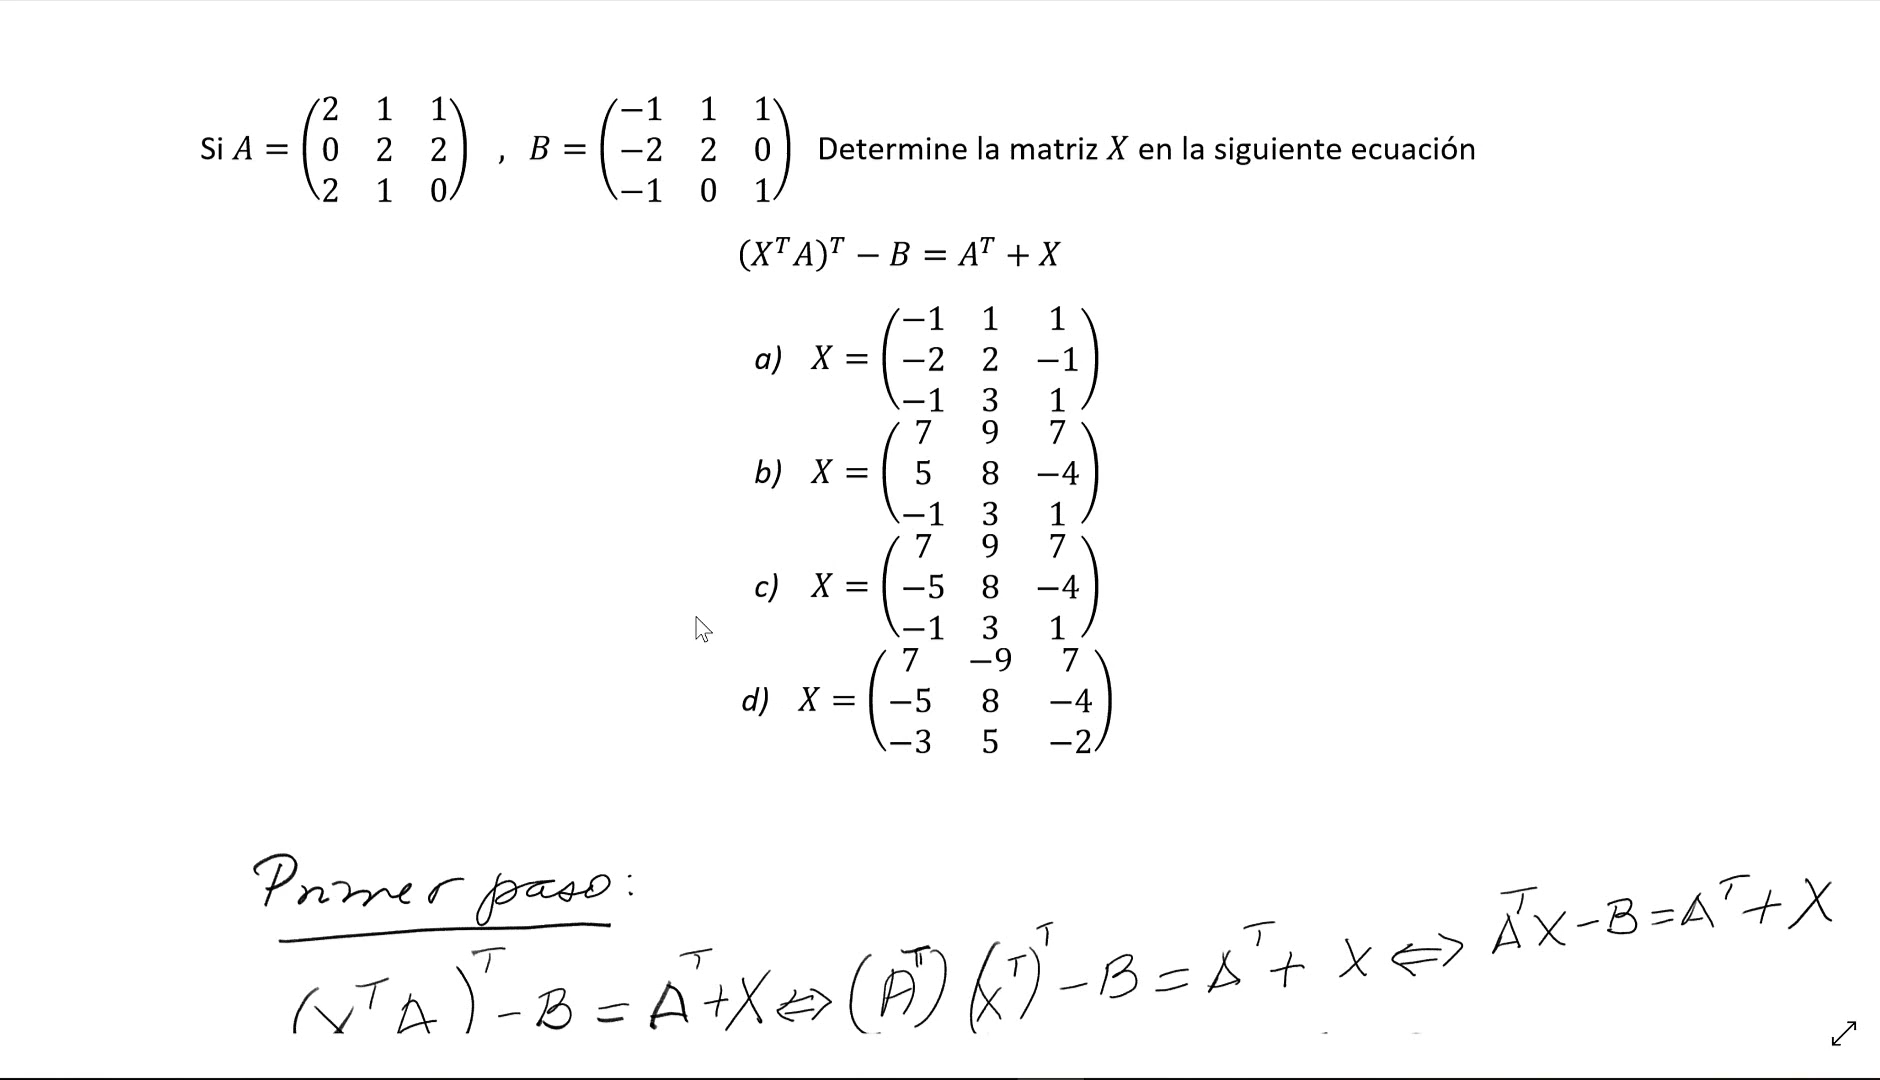 Si A = (2 1 1; 0 2 2; 2 1 0) , B = (−1 1 1; −2 2 0; −1 0 1) Determine la matriz X en la siguiente ecuación
(XᵀA)ᵀ − B = Aᵀ + X
a) X = (−1 1 1; −2 2 −1; −1 3 1)
b) X = (7 9 7; 5 8 −4; −1 3 1)
c) X = (7 9 7; −5 8 −4; −1 3 1)
d) X = (7 −9 7; −5 8 −4; −3 5 −2)
Primer paso:
(XᵀA)ᵀ − B = Aᵀ + X ⇔ (Aᵀ)(Xᵀ)ᵀ − B = Aᵀ + X ⇔ AᵀX − B = Aᵀ + X